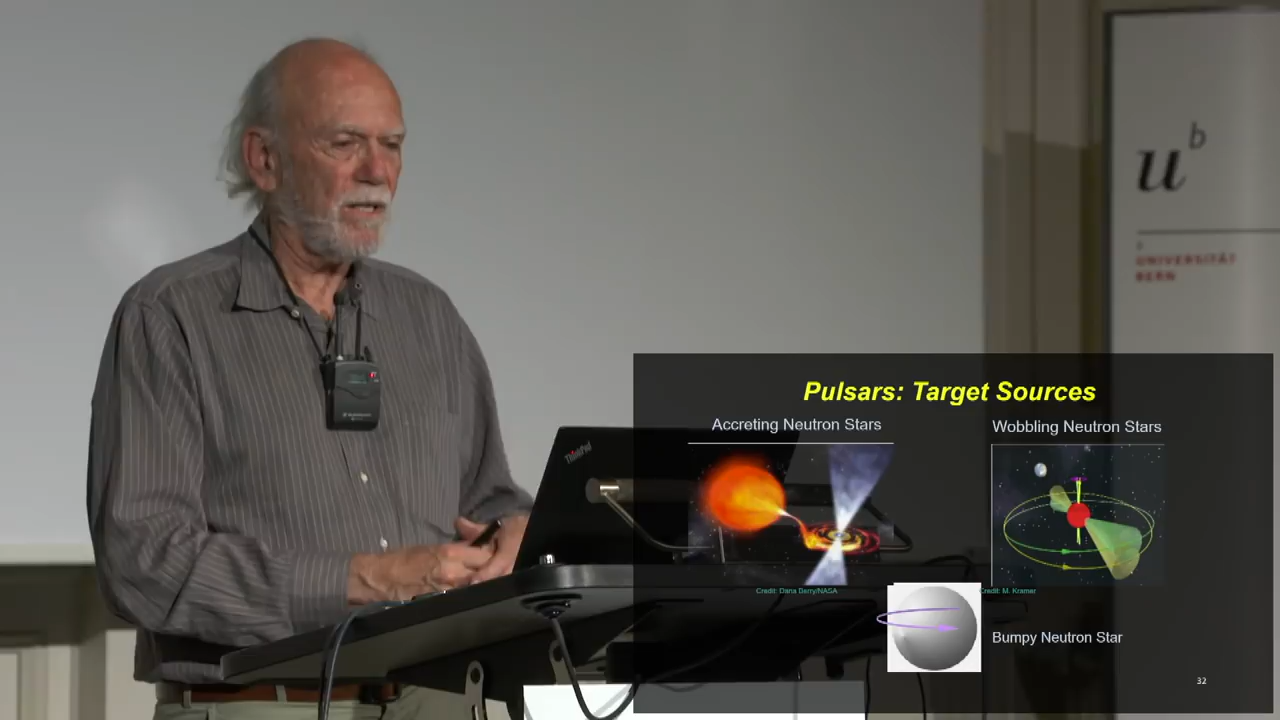 u
b
UNIVERSITÄT
BERN
ThinkPad
Pulsars: Target Sources
Accreting Neutron Stars
Wobbling Neutron Stars
Credit: Dana Berry/NASA
Credit: M. Kramer
Bumpy Neutron Star
32